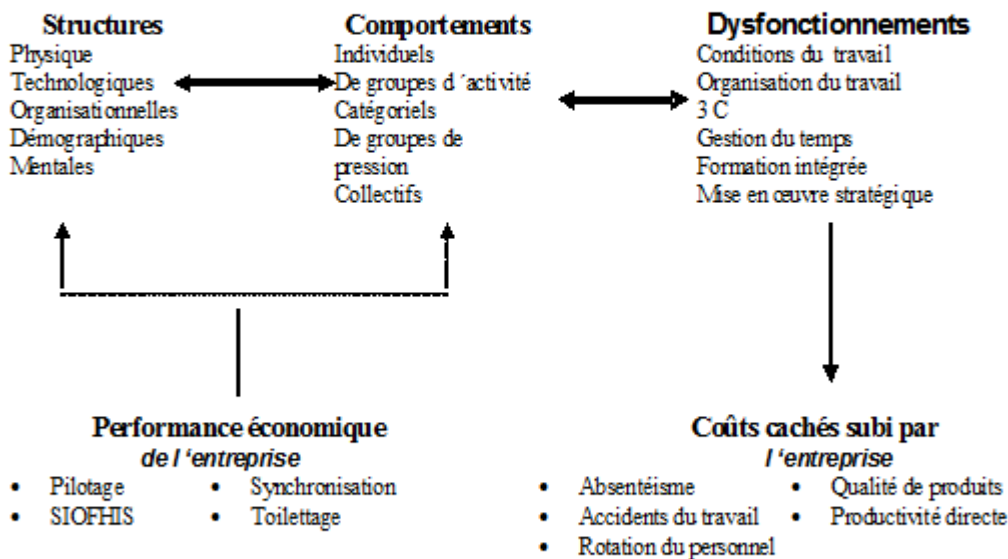 Structures
Physique
Technologiques
Organisationnelles
Démographiques
Mentales
Comportements
Individuels
De groupes d´activité
Catégoriels
De groupes de
pression
Collectifs
Dysfonctionnements
Conditions du travail
Organisation du travail
3 C
Gestion du temps
Formation intégrée
Mise en œuvre stratégique
Performance économique
de l ‘entreprise
• Pilotage
• SIOFHIS
• Synchronisation
• Toilettage
Coûts cachés subi par
l ‘entreprise
• Absentéisme
• Accidents du travail
• Rotation du personnel
• Qualité de produits
• Productivité directe